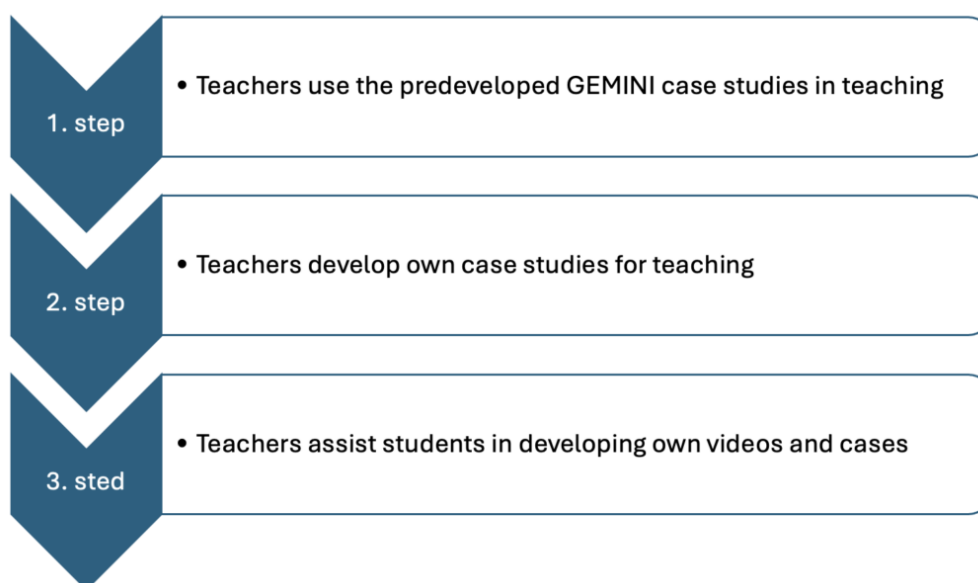 1. step
• Teachers use the predeveloped GEMINI case studies in teaching
2. step
• Teachers develop own case studies for teaching
3. sted
• Teachers assist students in developing own videos and cases